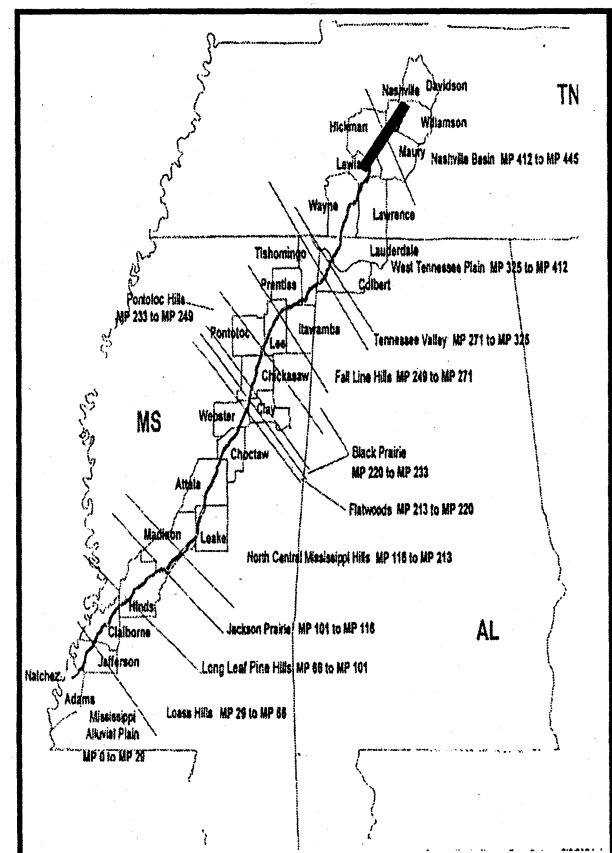 Davidson
Nashville
TN
Hickman
Williamson
Maury
Lewis
Nashville Basin MP 412 to MP 445
Wayne
Lawrence
Lauderdale
Tishomingo
West Tennessee Plain MP 325 to MP 412
Prentiss
Colbert
Pontotoc Hills
MP 233 to MP 249
Itawamba
Pontotoc
Lee
Tennessee Valley MP 271 to MP 325
Chickasaw
Fall Line Hills MP 249 to MP 271
MS
Webster
Clay
Choctaw
Black Prairie
MP 220 to MP 233
Attala
Flatwoods MP 213 to MP 220
Madison
Leake
North Central Mississippi Hills MP 116 to MP 213
Hinds
Jackson Prairie MP 101 to MP 116
AL
Claiborne
Jefferson
Long Leaf Pine Hills MP 66 to MP 101
Natchez
Adams
Loess Hills MP 29 to MP 66
Mississippi
Alluvial Plain
MP 0 to MP 29